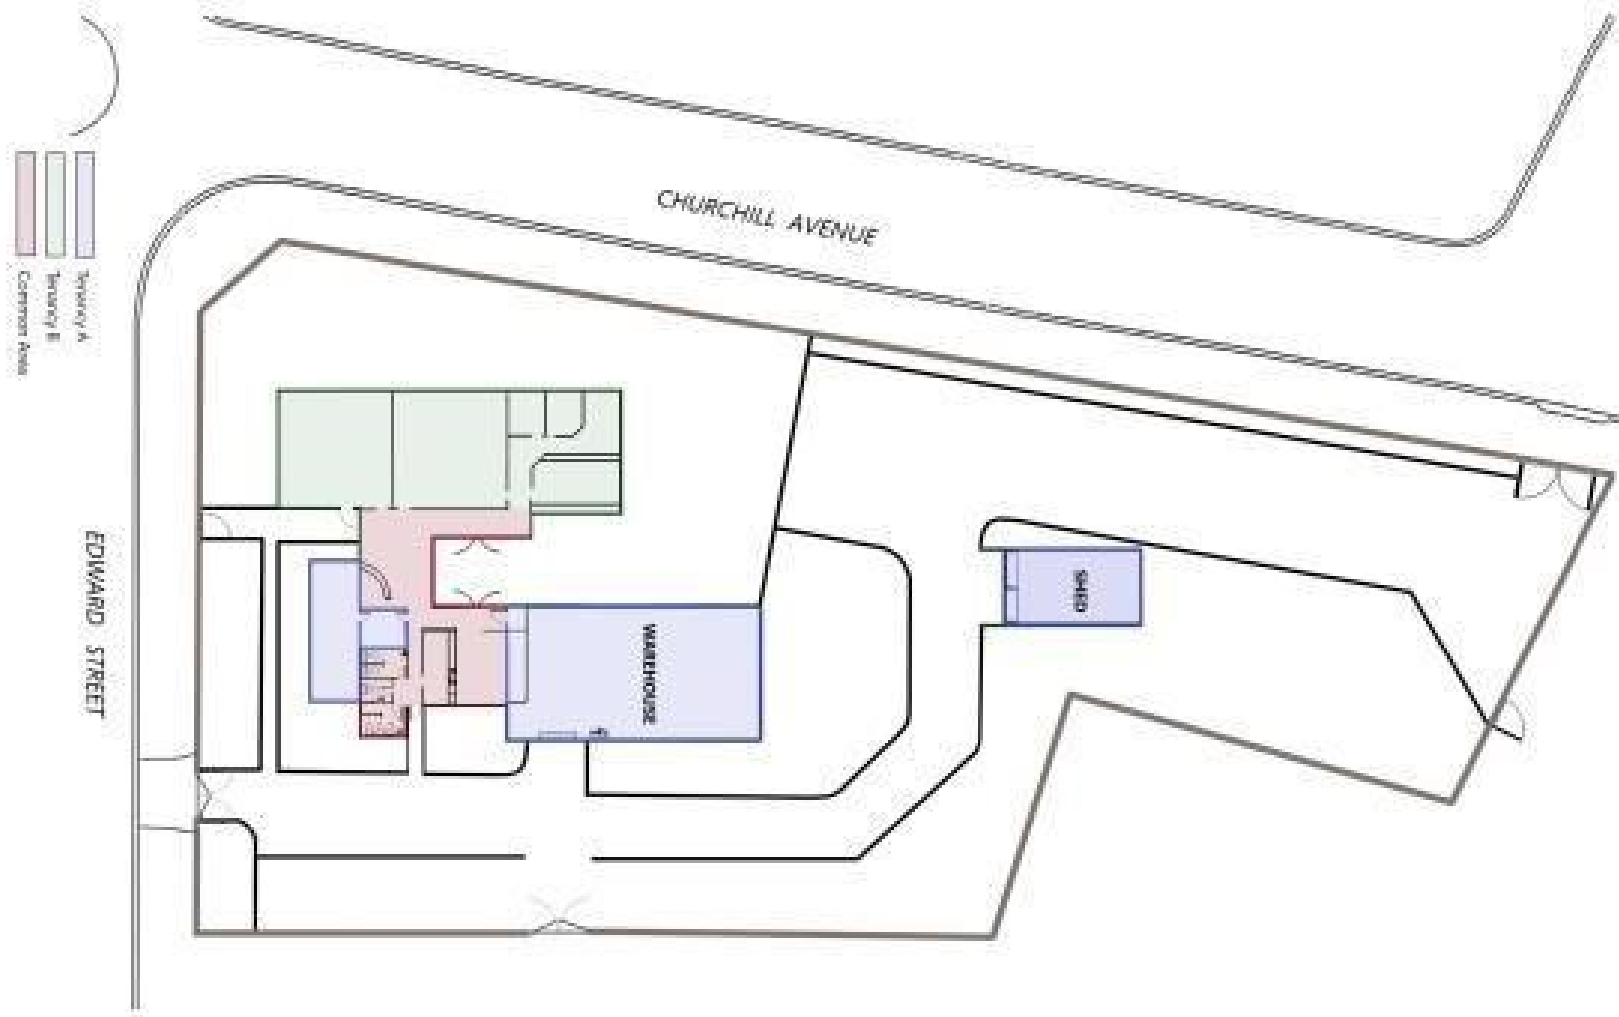 CHURCHILL AVENUE
Tenancy A
Tenancy B
Common Area
EDWARD STREET
WAREHOUSE
SHED